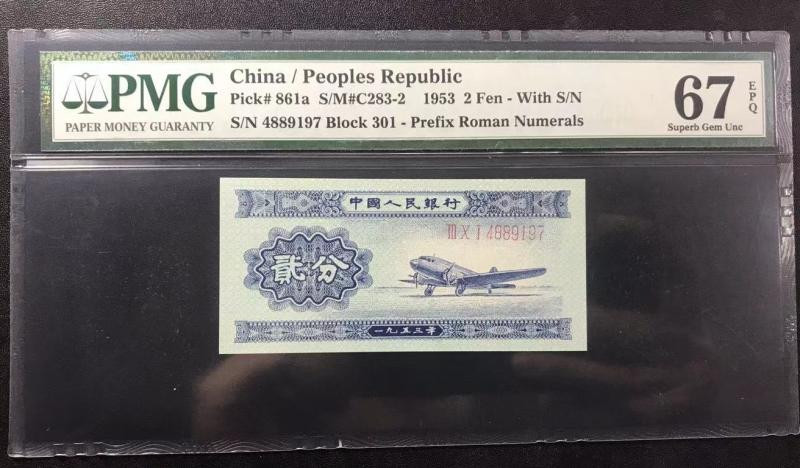 PMG
PAPER MONEY GUARANTY
China / Peoples Republic
Pick# 861a S/M#C283-2 1953 2 Fen - With S/N
S/N 4889197 Block 301 - Prefix Roman Numerals
67
EPQ
Superb Gem Unc
中國人民銀行
III X I 4889197
貳分
一九五三年